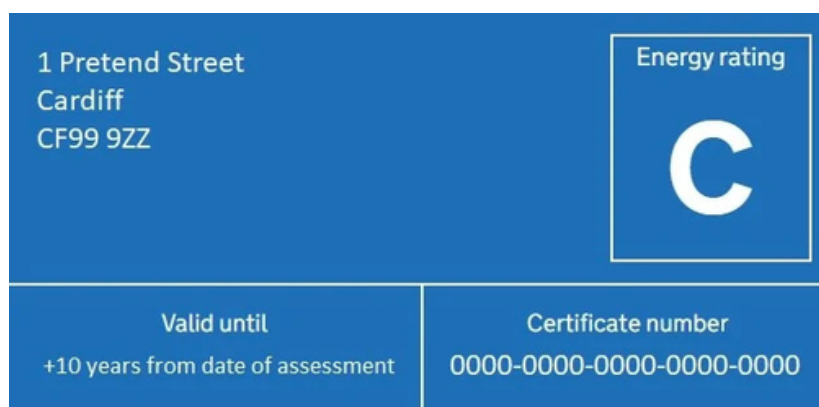 1 Pretend Street
Cardiff
CF99 9ZZ
Energy rating
C
Valid until
+10 years from date of assessment
Certificate number
0000-0000-0000-0000-0000